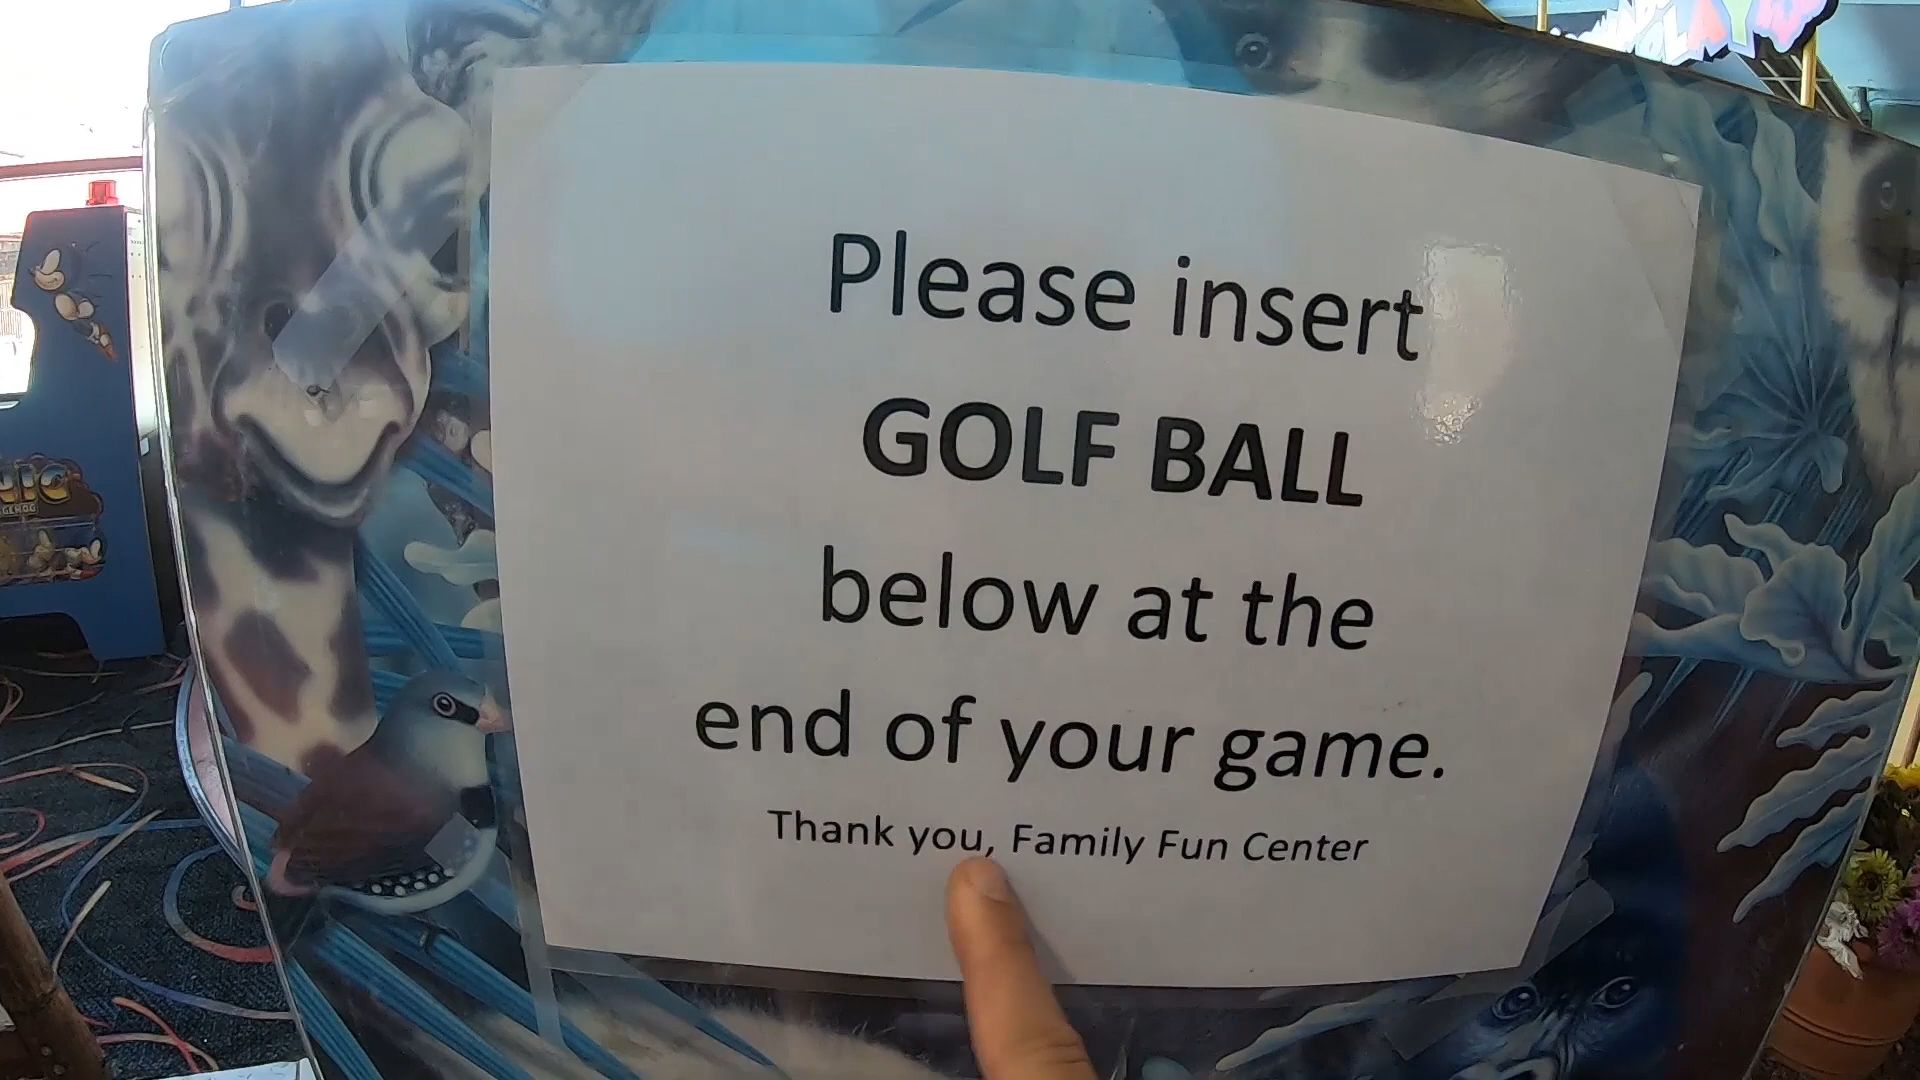 Please insert
GOLF BALL
below at the
end of your game.
Thank you, Family Fun Center